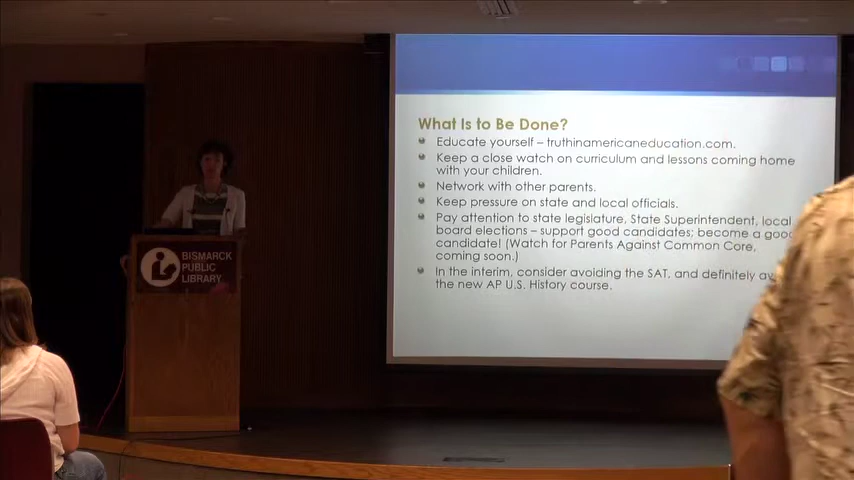 What Is to Be Done?
Educate yourself – truthinamericaneducation.com.
Keep a close watch on curriculum and lessons coming home
with your children.
Network with other parents.
Keep pressure on state and local officials.
Pay attention to state legislature, State Superintendent, local
board elections – support good candidates; become a good
candidate! (Watch for Parents Against Common Core,
coming soon.)
In the interim, consider avoiding the SAT, and definitely
the new AP U.S. History course.
BISMARCK
PUBLIC
LIBRARY